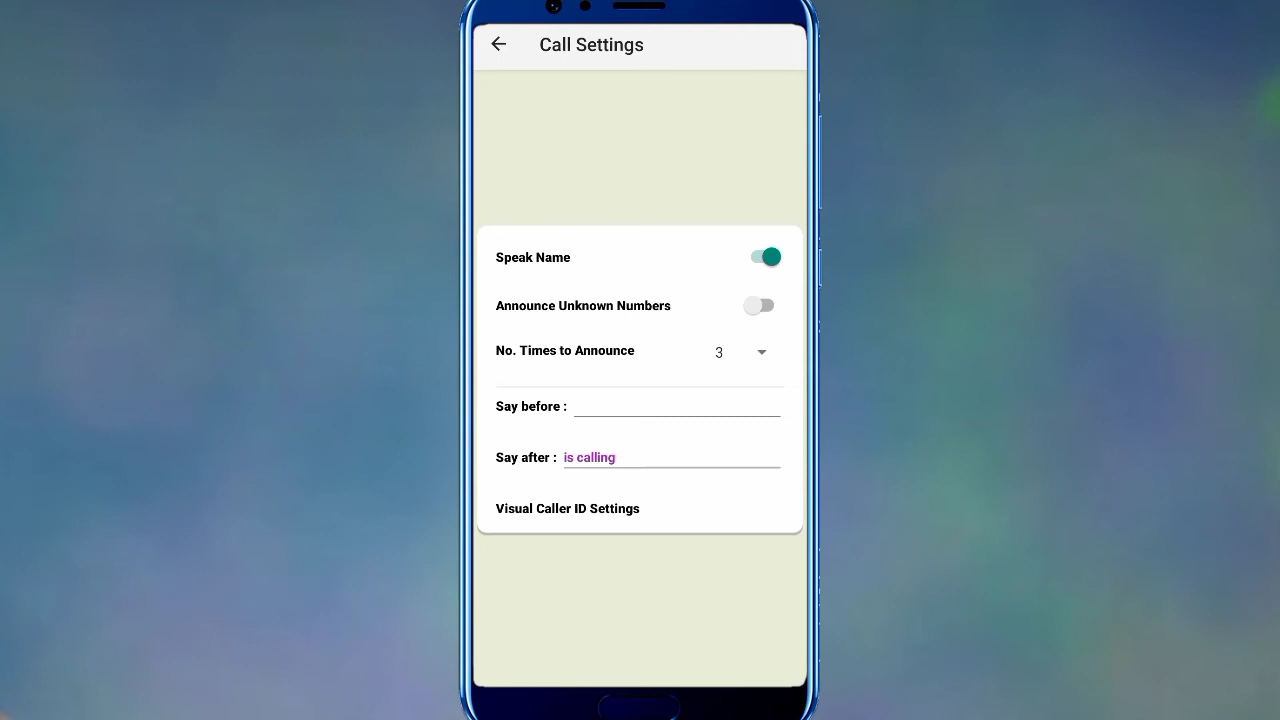 Call Settings
Speak Name
Announce Unknown Numbers
No. Times to Announce 3
Say before :
Say after : is calling
Visual Caller ID Settings